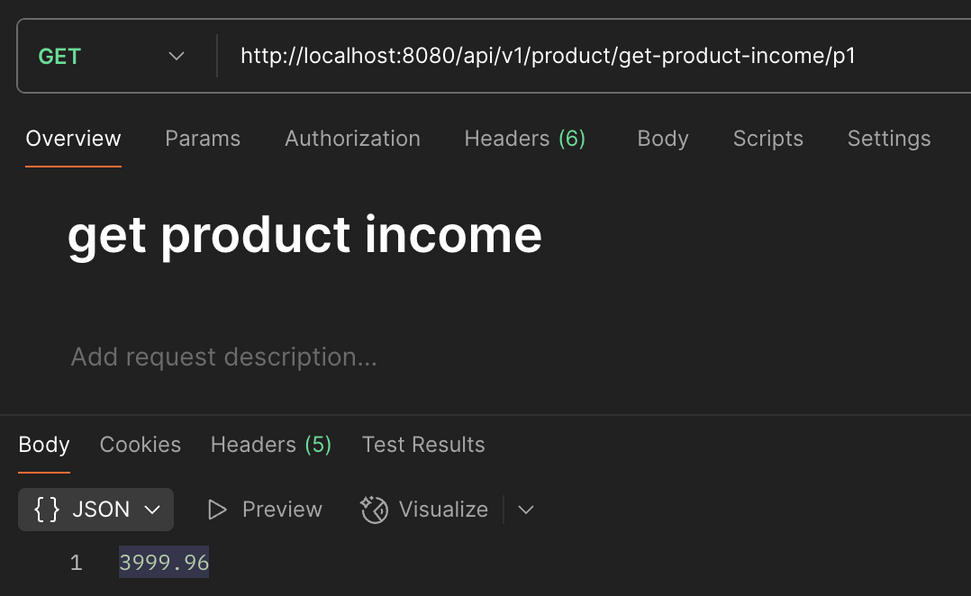 GET http://localhost:8080/api/v1/product/get-product-income/p1
Overview Params Authorization Headers (6) Body Scripts Settings
get product income
Add request description...
Body Cookies Headers (5) Test Results
{ } JSON Preview Visualize
1 3999.96